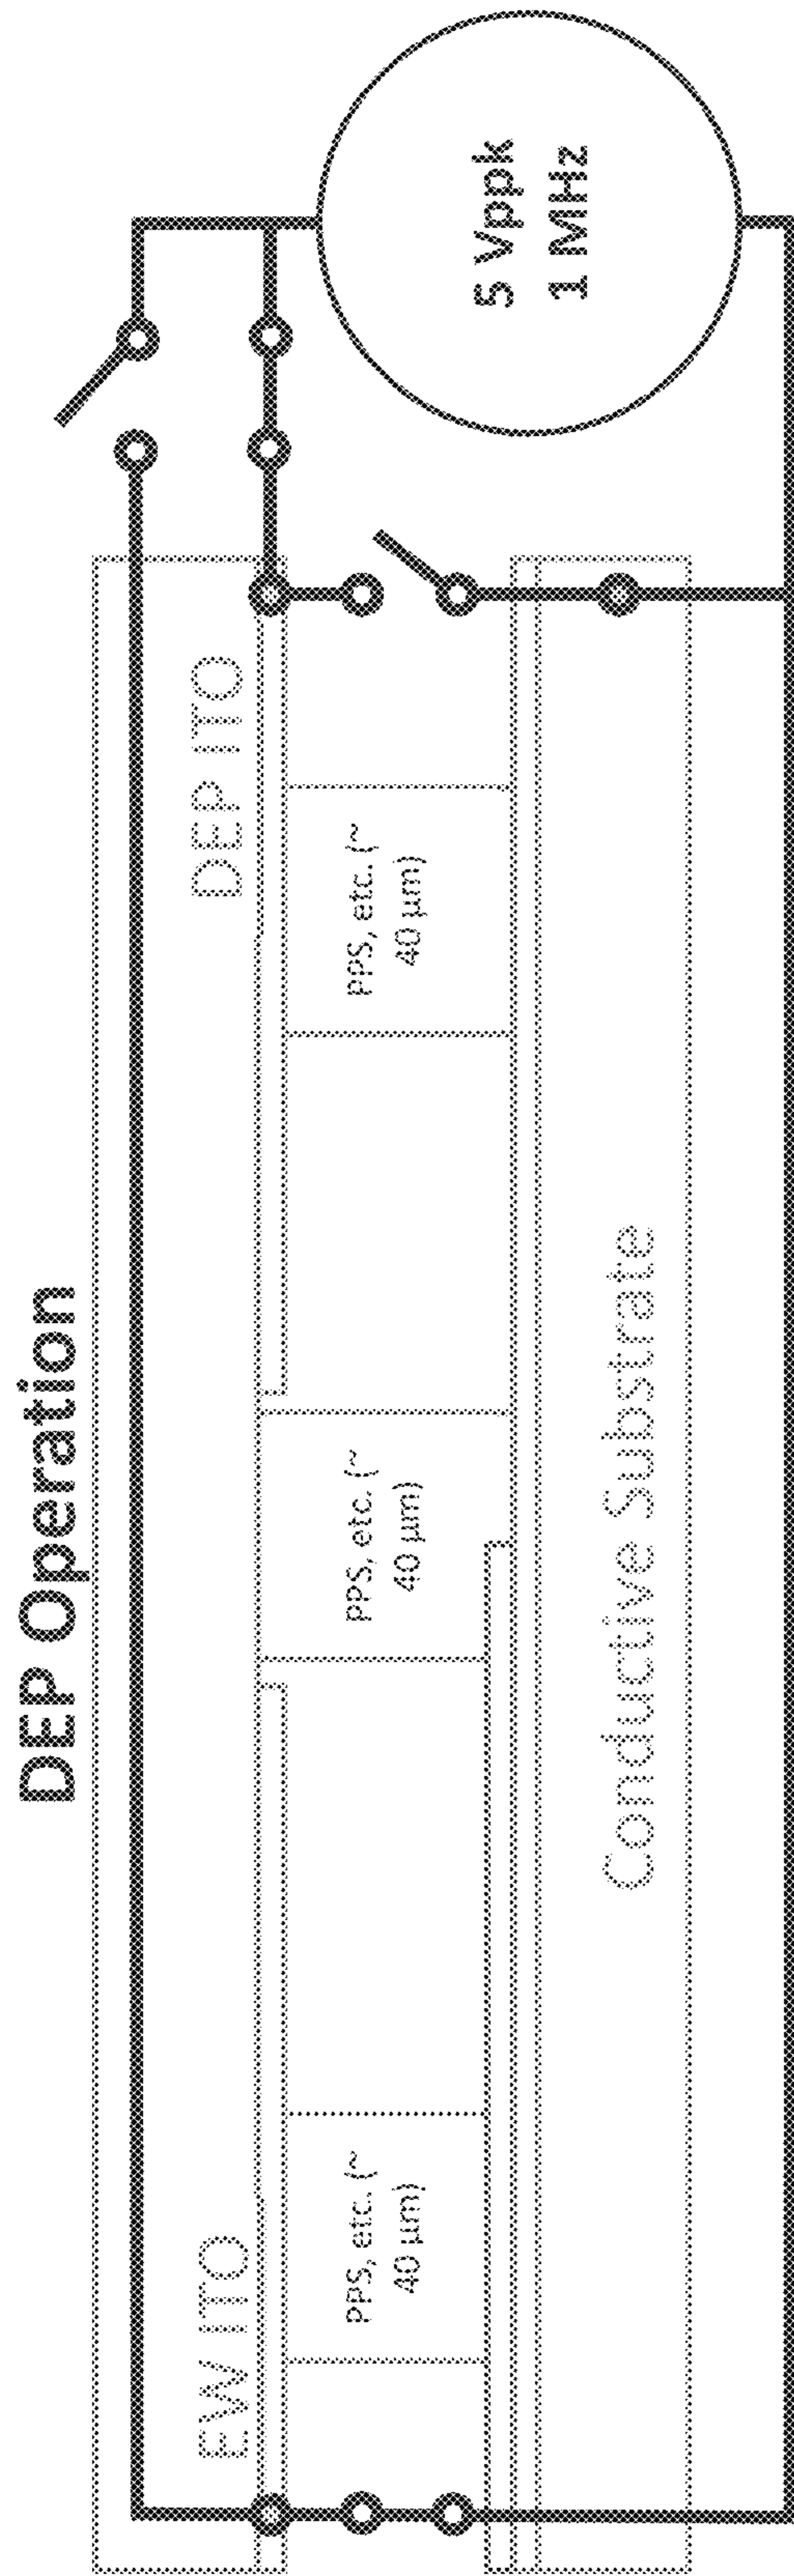 DEP Operation
EW ITO
DEP ITO
PPS, etc. (~
40 µm)
PPS, etc. (~
40 µm)
PPS, etc. (~
40 µm)
Conductive Substrate
5 Vppk
1 MHz